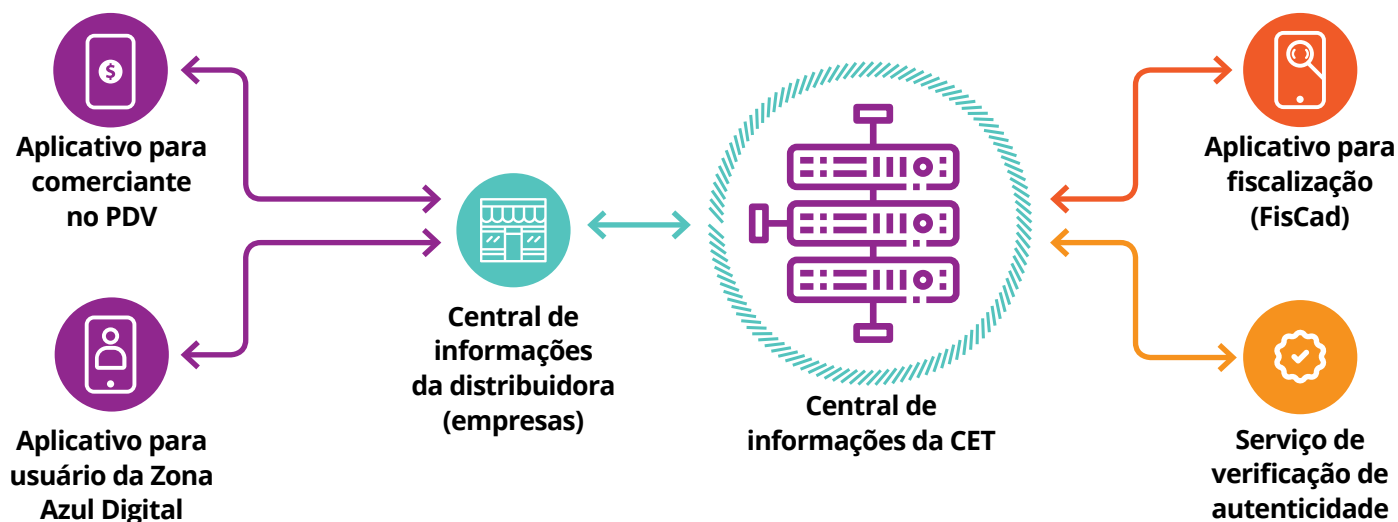 $
Aplicativo para
comerciante
no PDV
Aplicativo para
usuário da Zona
Azul Digital
Central de
informações
da distribuidora
(empresas)
Central de
informações da CET
Aplicativo para
fiscalização
(FisCad)
Serviço de
verificação de
autenticidade